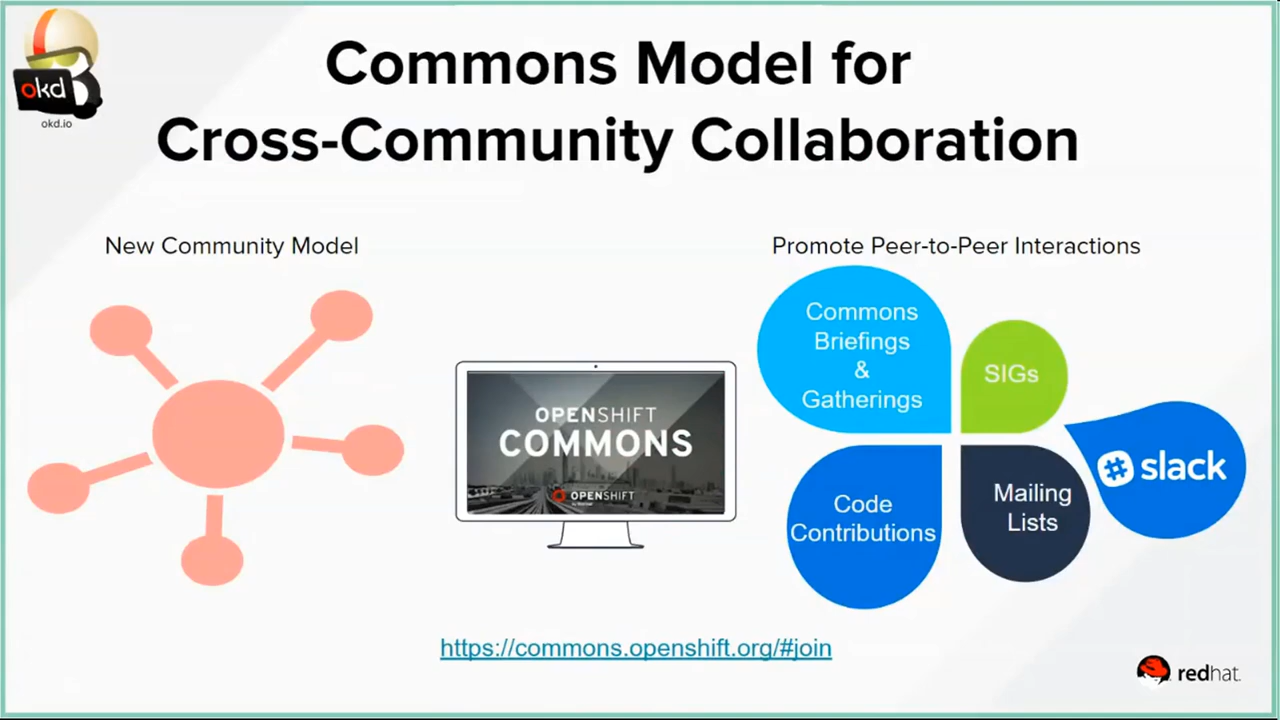 okd
okd.io
Commons Model for
Cross-Community Collaboration
New Community Model
Promote Peer-to-Peer Interactions
OPENSHIFT
COMMONS
OPENSHIFT
Commons
Briefings
&
Gatherings
SIGs
slack
Code
Contributions
Mailing
Lists
https://commons.openshift.org/#join
redhat.